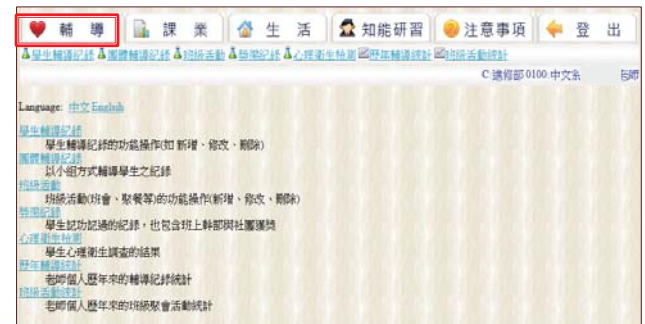 輔 導 課 業 生 活 知能研習 注意事項 登 出
學生輔導紀錄 團體輔導紀錄 班級活動 獎懲紀錄 心理衛生檢測 歷年輔導統計 班級活動統計
C:進修部 0100:中文系
Language: 中文 English
學生輔導紀錄
學生輔導紀錄的功能操作(如 新增、修改、刪除)
團體輔導紀錄
以小組方式輔導學生之紀錄
班級活動
班級活動(班會、聚餐等)的功能操作(新增、修改、刪除)
獎懲紀錄
學生記功記過的紀錄，也包含班上幹部與社團獲獎
心理衛生檢測
學生心理衛生調查的結果
歷年輔導統計
老師個人歷年來的輔導紀錄統計
班級活動統計
老師個人歷年來的班級聚會活動統計